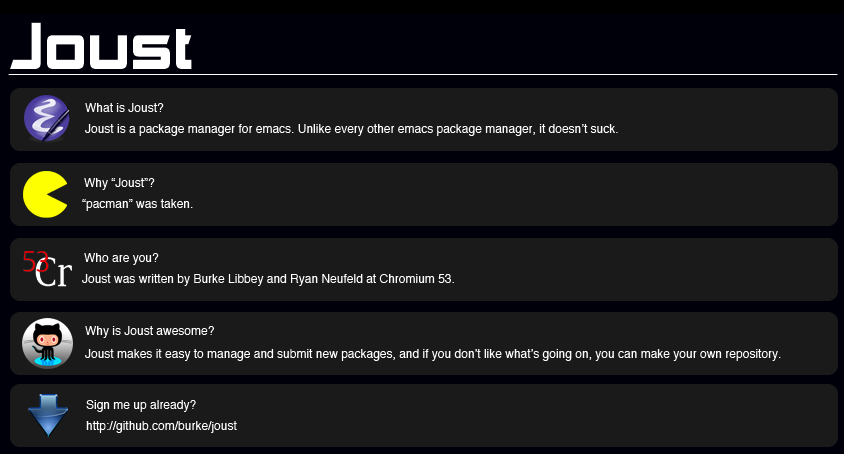 Joust
What is Joust?
Joust is a package manager for emacs. Unlike every other emacs package manager, it doesn't suck.
Why “Joust”?
“pacman” was taken.
53
Cr
Who are you?
Joust was written by Burke Libbey and Ryan Neufeld at Chromium 53.
Why is Joust awesome?
Joust makes it easy to manage and submit new packages, and if you don't like what's going on, you can make your own repository.
Sign me up already?
http://github.com/burke/joust